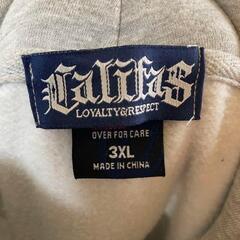 Califas
LOYALTY&RESPECT
OVER FOR CARE
3XL
MADE IN CHINA